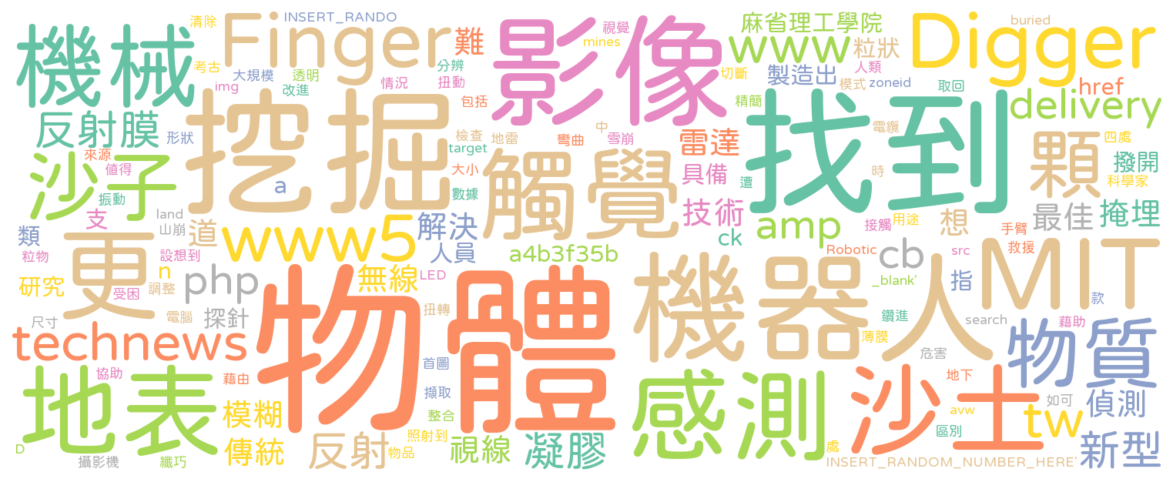 清除
INSERT_RANDO
Finger
難
影像
視覺
mines
麻省理工學院
www
粒狀
Digger
buried
機械
考古
大規模
透明
改進
img
情況
分辨
扭動
包括
切斷
製造出
人類
模式
zoneid
取回
href
delivery
反射膜
形狀
挖掘
檢查
target
地雷
彎曲
中
雪崩
精簡
雷達
找到
電纜
時
顆
四處
撥開
科學家
沙子
來源
值得
振動
a
大小
數據
觸覺
具備
技術
遭
接觸
用途
想
最佳
掩埋
類
粒物
更
支
設想到
land
山崩
道
www5
解決
人員
a4b3f35b
ck
amp
手臂
救援
研究
受困
n
調整
php
無線
LED
機器人
Robotic
cb
src
_blank'
指
MIT
款
尺寸
電腦
探針
物體
扭轉
鑽進
search
藉助
technews
薄膜
危害
物質
地表
協助
藉由
模糊
首圖
擷取
整合
感測
沙土
地下
如可
avw
tw
區別
偵測
D
攝影機
纖巧
傳統
反射
照射到
物品
視線
凝膠
處
INSERT_RANDOM_NUMBER_HERE'
新型